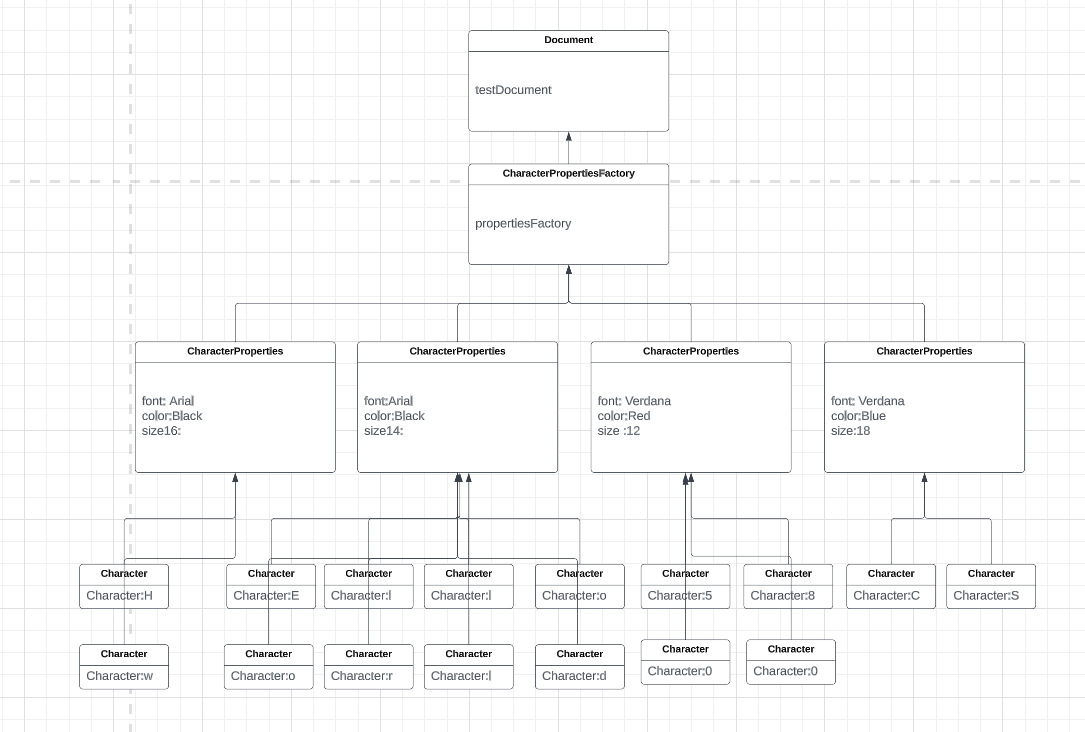 Document
testDocument
CharacterPropertiesFactory
propertiesFactory
CharacterProperties
font: Arial
color:Black
size16:
CharacterProperties
font:Arial
color:Black
size14:
CharacterProperties
font: Verdana
color:Red
size :12
CharacterProperties
font: Verdana
color:Blue
size:18
Character
Character:H
Character
Character:E
Character
Character:l
Character
Character:l
Character
Character:o
Character
Character:5
Character
Character:8
Character
Character:C
Character
Character:S
Character
Character:w
Character
Character:o
Character
Character:r
Character
Character:l
Character
Character:d
Character
Character:0
Character
Character:0